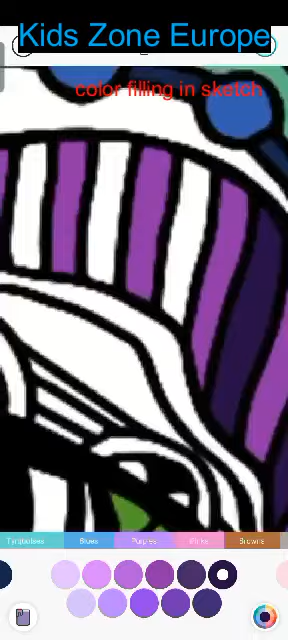 Kids Zone Europe
color filling in sketch
Turquoises Blues Purples Pinks Browns